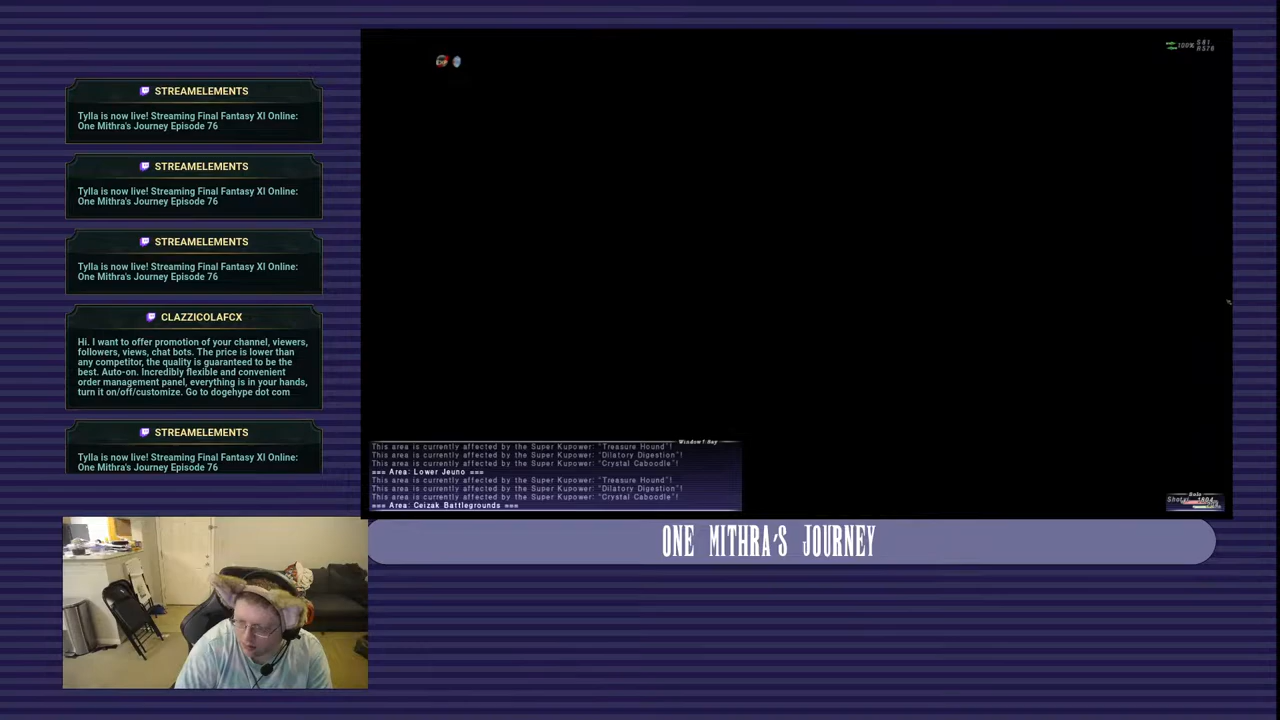 STREAMELEMENTS
Tylla is now live! Streaming Final Fantasy XI Online:
One Mithra's Journey Episode 76
STREAMELEMENTS
Tylla is now live! Streaming Final Fantasy XI Online:
One Mithra's Journey Episode 76
STREAMELEMENTS
Tylla is now live! Streaming Final Fantasy XI Online:
One Mithra's Journey Episode 76
CLAZZICOLAFCX
Hi. I want to offer promotion of your channel, viewers,
followers, views, chat bots. The price is lower than
any competitor, the quality is guaranteed to be the
best. Auto-on. Incredibly flexible and convenient
order management panel, everything is in your hands,
turn it on/off/customize. Go to dogehype dot com
STREAMELEMENTS
Tylla is now live! Streaming Final Fantasy XI Online:
One Mithra's Journey Episode 76
100%
This area is currently affected by the Super Kupower: "Treasure Hound"!
This area is currently affected by the Super Kupower: "Dilatory Digestion"!
This area is currently affected by the Super Kupower: "Crystal Caboodle"!
=== Area: Lower Jeuno ===
This area is currently affected by the Super Kupower: "Treasure Hound"!
This area is currently affected by the Super Kupower: "Dilatory Digestion"!
This area is currently affected by the Super Kupower: "Crystal Caboodle"!
=== Area: Ceizak Battlegrounds ===
ONE MITHRA'S JOURNEY